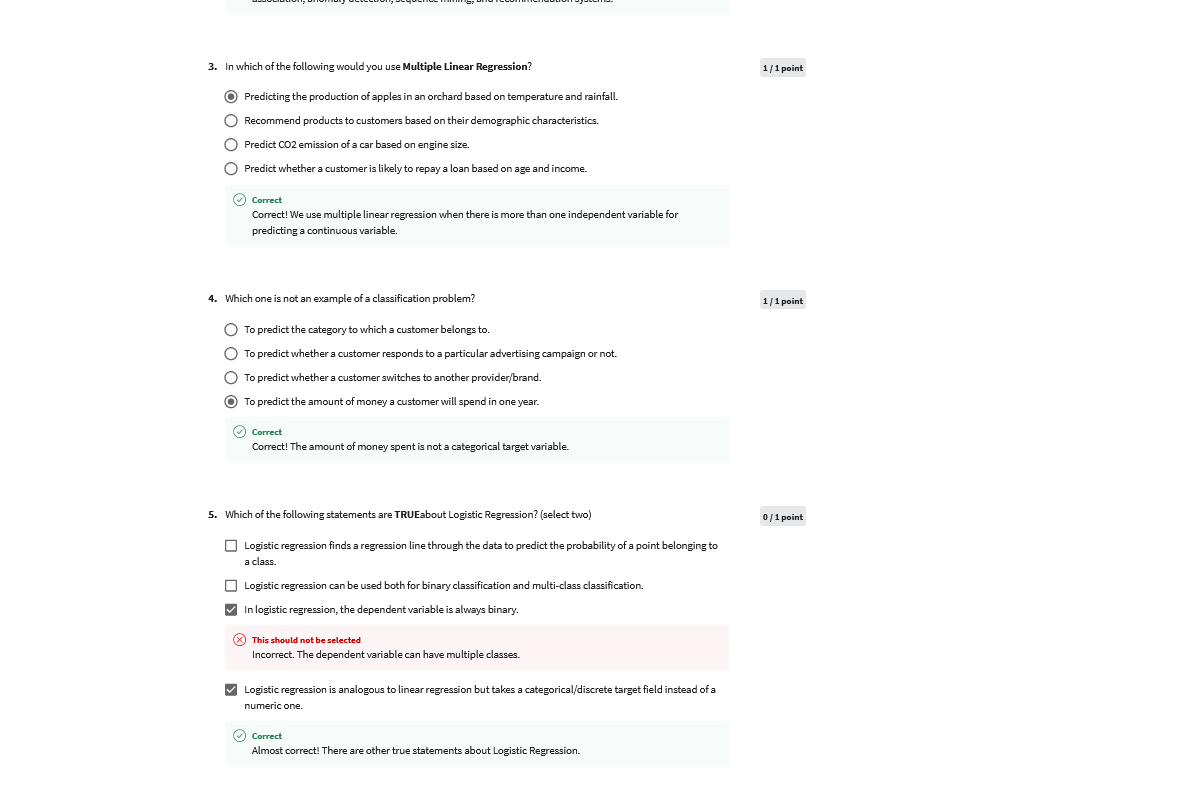 association, anomaly detection, sequence mining, and recommendation systems.
3. In which of the following would you use Multiple Linear Regression?
1 / 1 point
Predicting the production of apples in an orchard based on temperature and rainfall.
Recommend products to customers based on their demographic characteristics.
Predict CO2 emission of a car based on engine size.
Predict whether a customer is likely to repay a loan based on age and income.
Correct
Correct! We use multiple linear regression when there is more than one independent variable for
predicting a continuous variable.
4. Which one is not an example of a classification problem?
1 / 1 point
To predict the category to which a customer belongs to.
To predict whether a customer responds to a particular advertising campaign or not.
To predict whether a customer switches to another provider/brand.
To predict the amount of money a customer will spend in one year.
Correct
Correct! The amount of money spent is not a categorical target variable.
5. Which of the following statements are TRUEabout Logistic Regression? (select two)
0 / 1 point
Logistic regression finds a regression line through the data to predict the probability of a point belonging to
a class.
Logistic regression can be used both for binary classification and multi-class classification.
In logistic regression, the dependent variable is always binary.
This should not be selected
Incorrect. The dependent variable can have multiple classes.
Logistic regression is analogous to linear regression but takes a categorical/discrete target field instead of a
numeric one.
Correct
Almost correct! There are other true statements about Logistic Regression.